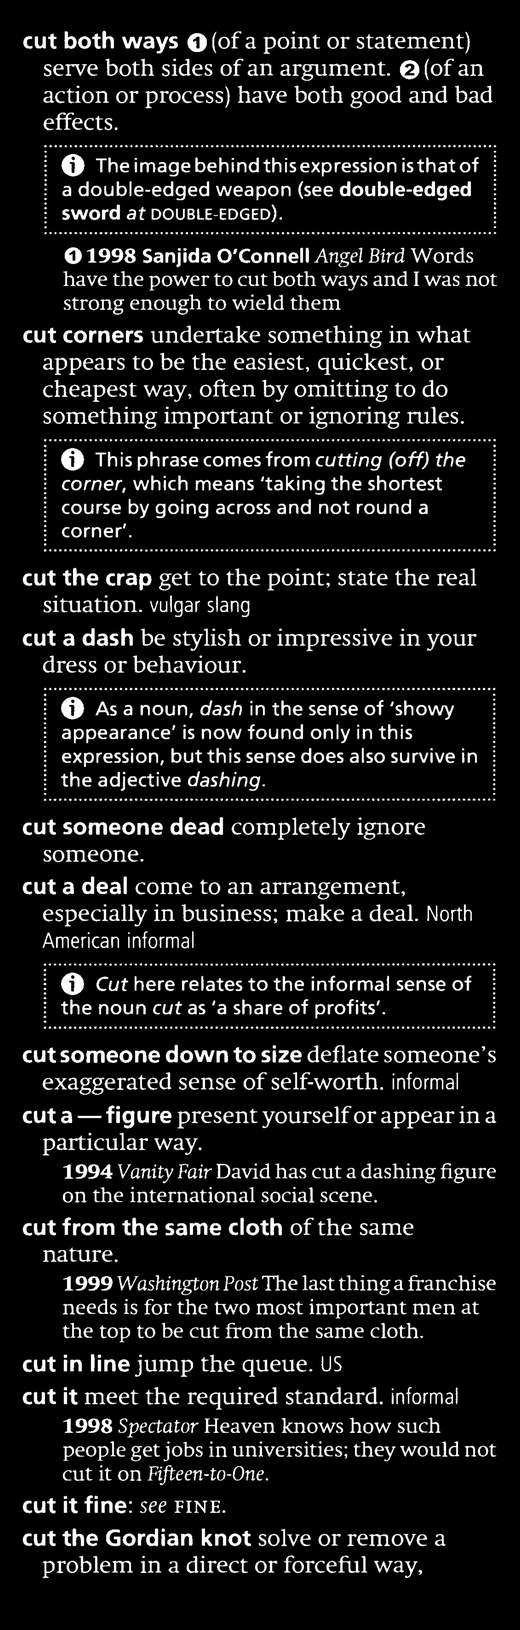 cut both ways ❶ (of a point or statement)
serve both sides of an argument. ❷ (of an
action or process) have both good and bad
effects.
ⓘ The image behind this expression is that of
a double-edged weapon (see double-edged
sword at DOUBLE-EDGED).
❶ 1998 Sanjida O'Connell Angel Bird Words
have the power to cut both ways and I was not
strong enough to wield them
cut corners undertake something in what
appears to be the easiest, quickest, or
cheapest way, often by omitting to do
something important or ignoring rules.
ⓘ This phrase comes from cutting (off) the
corner, which means 'taking the shortest
course by going across and not round a
corner'.
cut the crap get to the point; state the real
situation. vulgar slang
cut a dash be stylish or impressive in your
dress or behaviour.
ⓘ As a noun, dash in the sense of 'showy
appearance' is now found only in this
expression, but this sense does also survive in
the adjective dashing.
cut someone dead completely ignore
someone.
cut a deal come to an arrangement,
especially in business; make a deal. North
American informal
ⓘ Cut here relates to the informal sense of
the noun cut as 'a share of profits'.
cut someone down to size deflate someone's
exaggerated sense of self-worth. informal
cut a — figure present yourself or appear in a
particular way.
1994 Vanity Fair David has cut a dashing figure
on the international social scene.
cut from the same cloth of the same
nature.
1999 Washington Post The last thing a franchise
needs is for the two most important men at
the top to be cut from the same cloth.
cut in line jump the queue. US
cut it meet the required standard. informal
1998 Spectator Heaven knows how such
people get jobs in universities; they would not
cut it on Fifteen-to-One.
cut it fine: see FINE.
cut the Gordian knot solve or remove a
problem in a direct or forceful way,